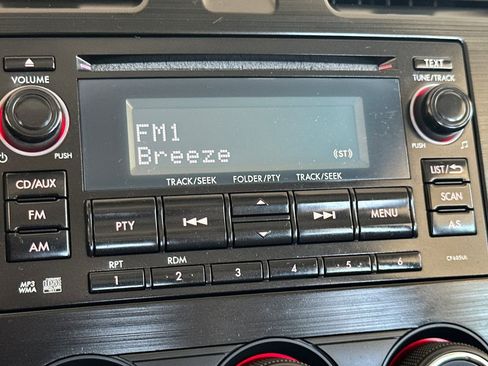 TEXT
VOLUME
TUNE/TRACK
FM1
Breeze (ST)
PUSH
PUSH
CD/AUX
TRACK/SEEK FOLDER/PTY TRACK/SEEK
LIST/
SCAN
FM
PTY
MENU
A.S
AM
RPT RDM
1 2 3 4 5 6
MP3
WMA